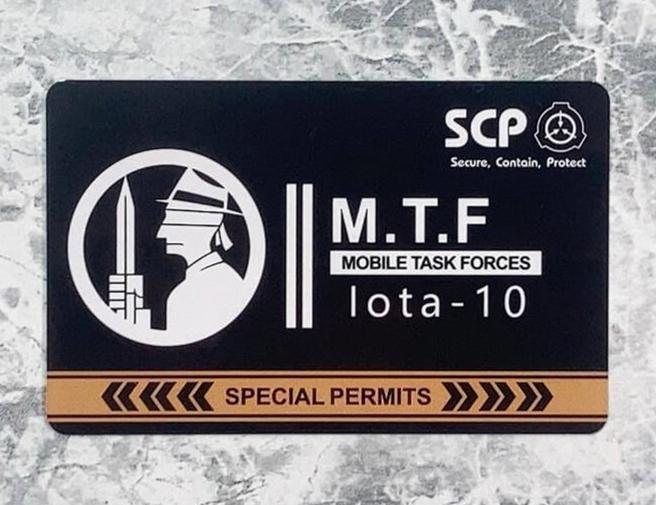 SCP
Secure, Contain, Protect
M.T.F
MOBILE TASK FORCES
Iota-10
SPECIAL PERMITS